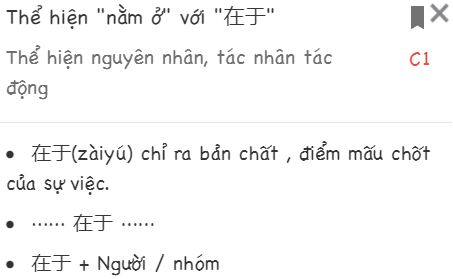 Thể hiện "nằm ở" với "在于"
Thể hiện nguyên nhân, tác nhân tác
động
C1
• 在于(zàiyú) chỉ ra bản chất , điểm mấu chốt
của sự việc.
• …… 在于 ……
• 在于 + Người / nhóm